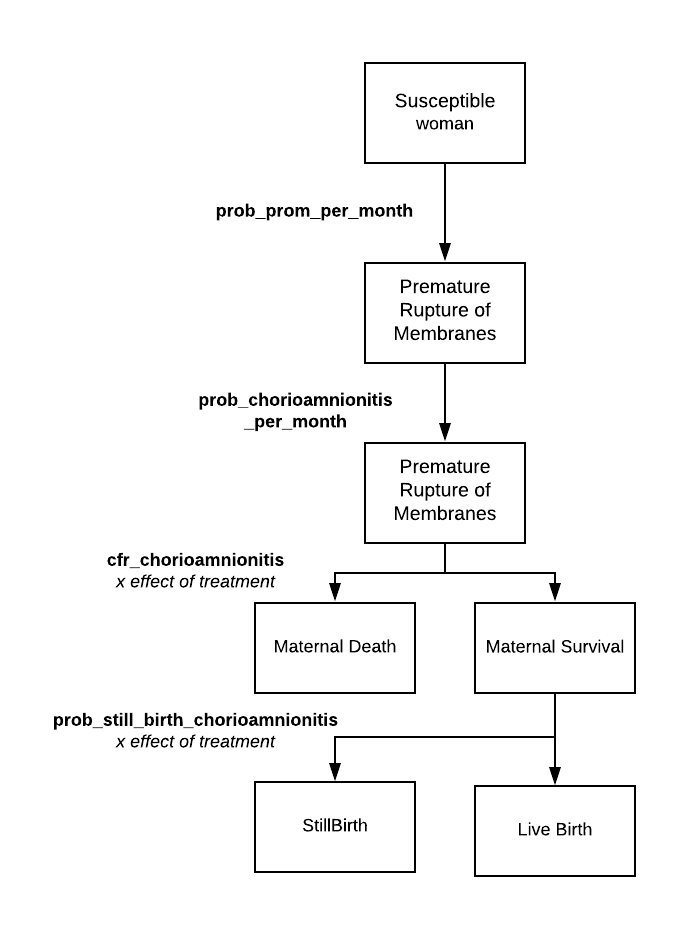 Susceptible
woman
prob_prom_per_month
Premature
Rupture of
Membranes
prob_chorioamnionitis
_per_month
Premature
Rupture of
Membranes
cfr_chorioamnionitis
x effect of treatment
Maternal Death
Maternal Survival
prob_still_birth_chorioamnionitis
x effect of treatment
StillBirth
Live Birth